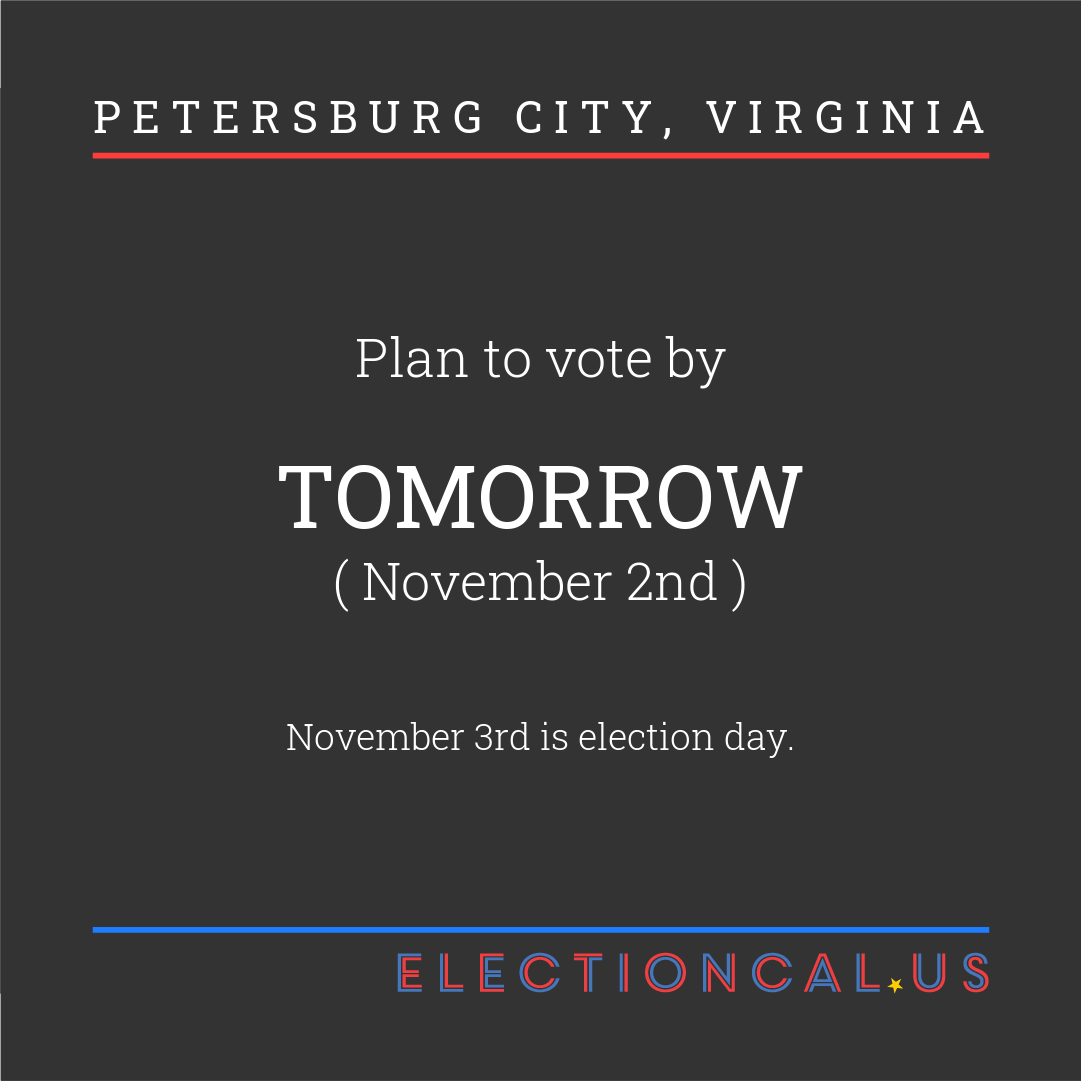 PETERSBURG CITY, VIRGINIA
Plan to vote by
TOMORROW
( November 2nd )
November 3rd is election day.
ELECTIONCAL.US